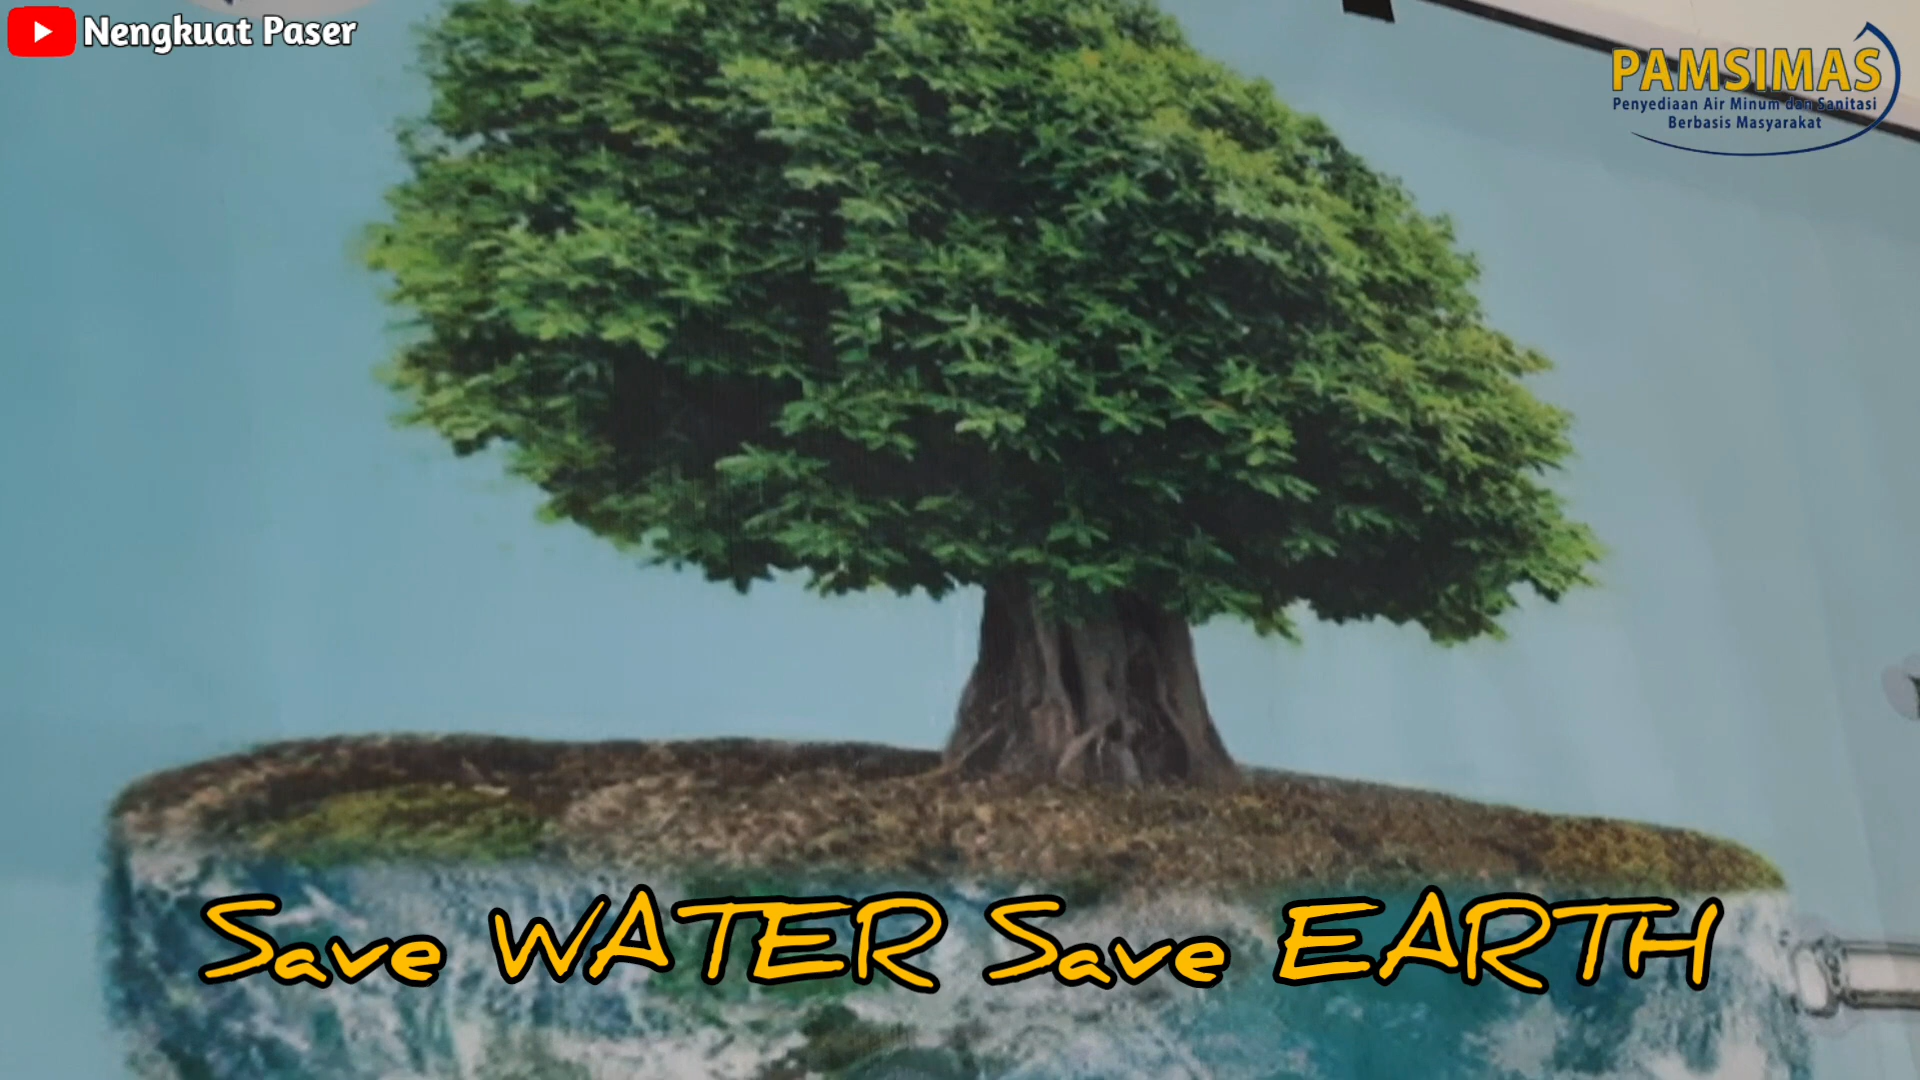 Nengkuat Paser
PAMSIMAS
Penyediaan Air Minum dan Sanitasi
Berbasis Masyarakat
Save WATER Save EARTH